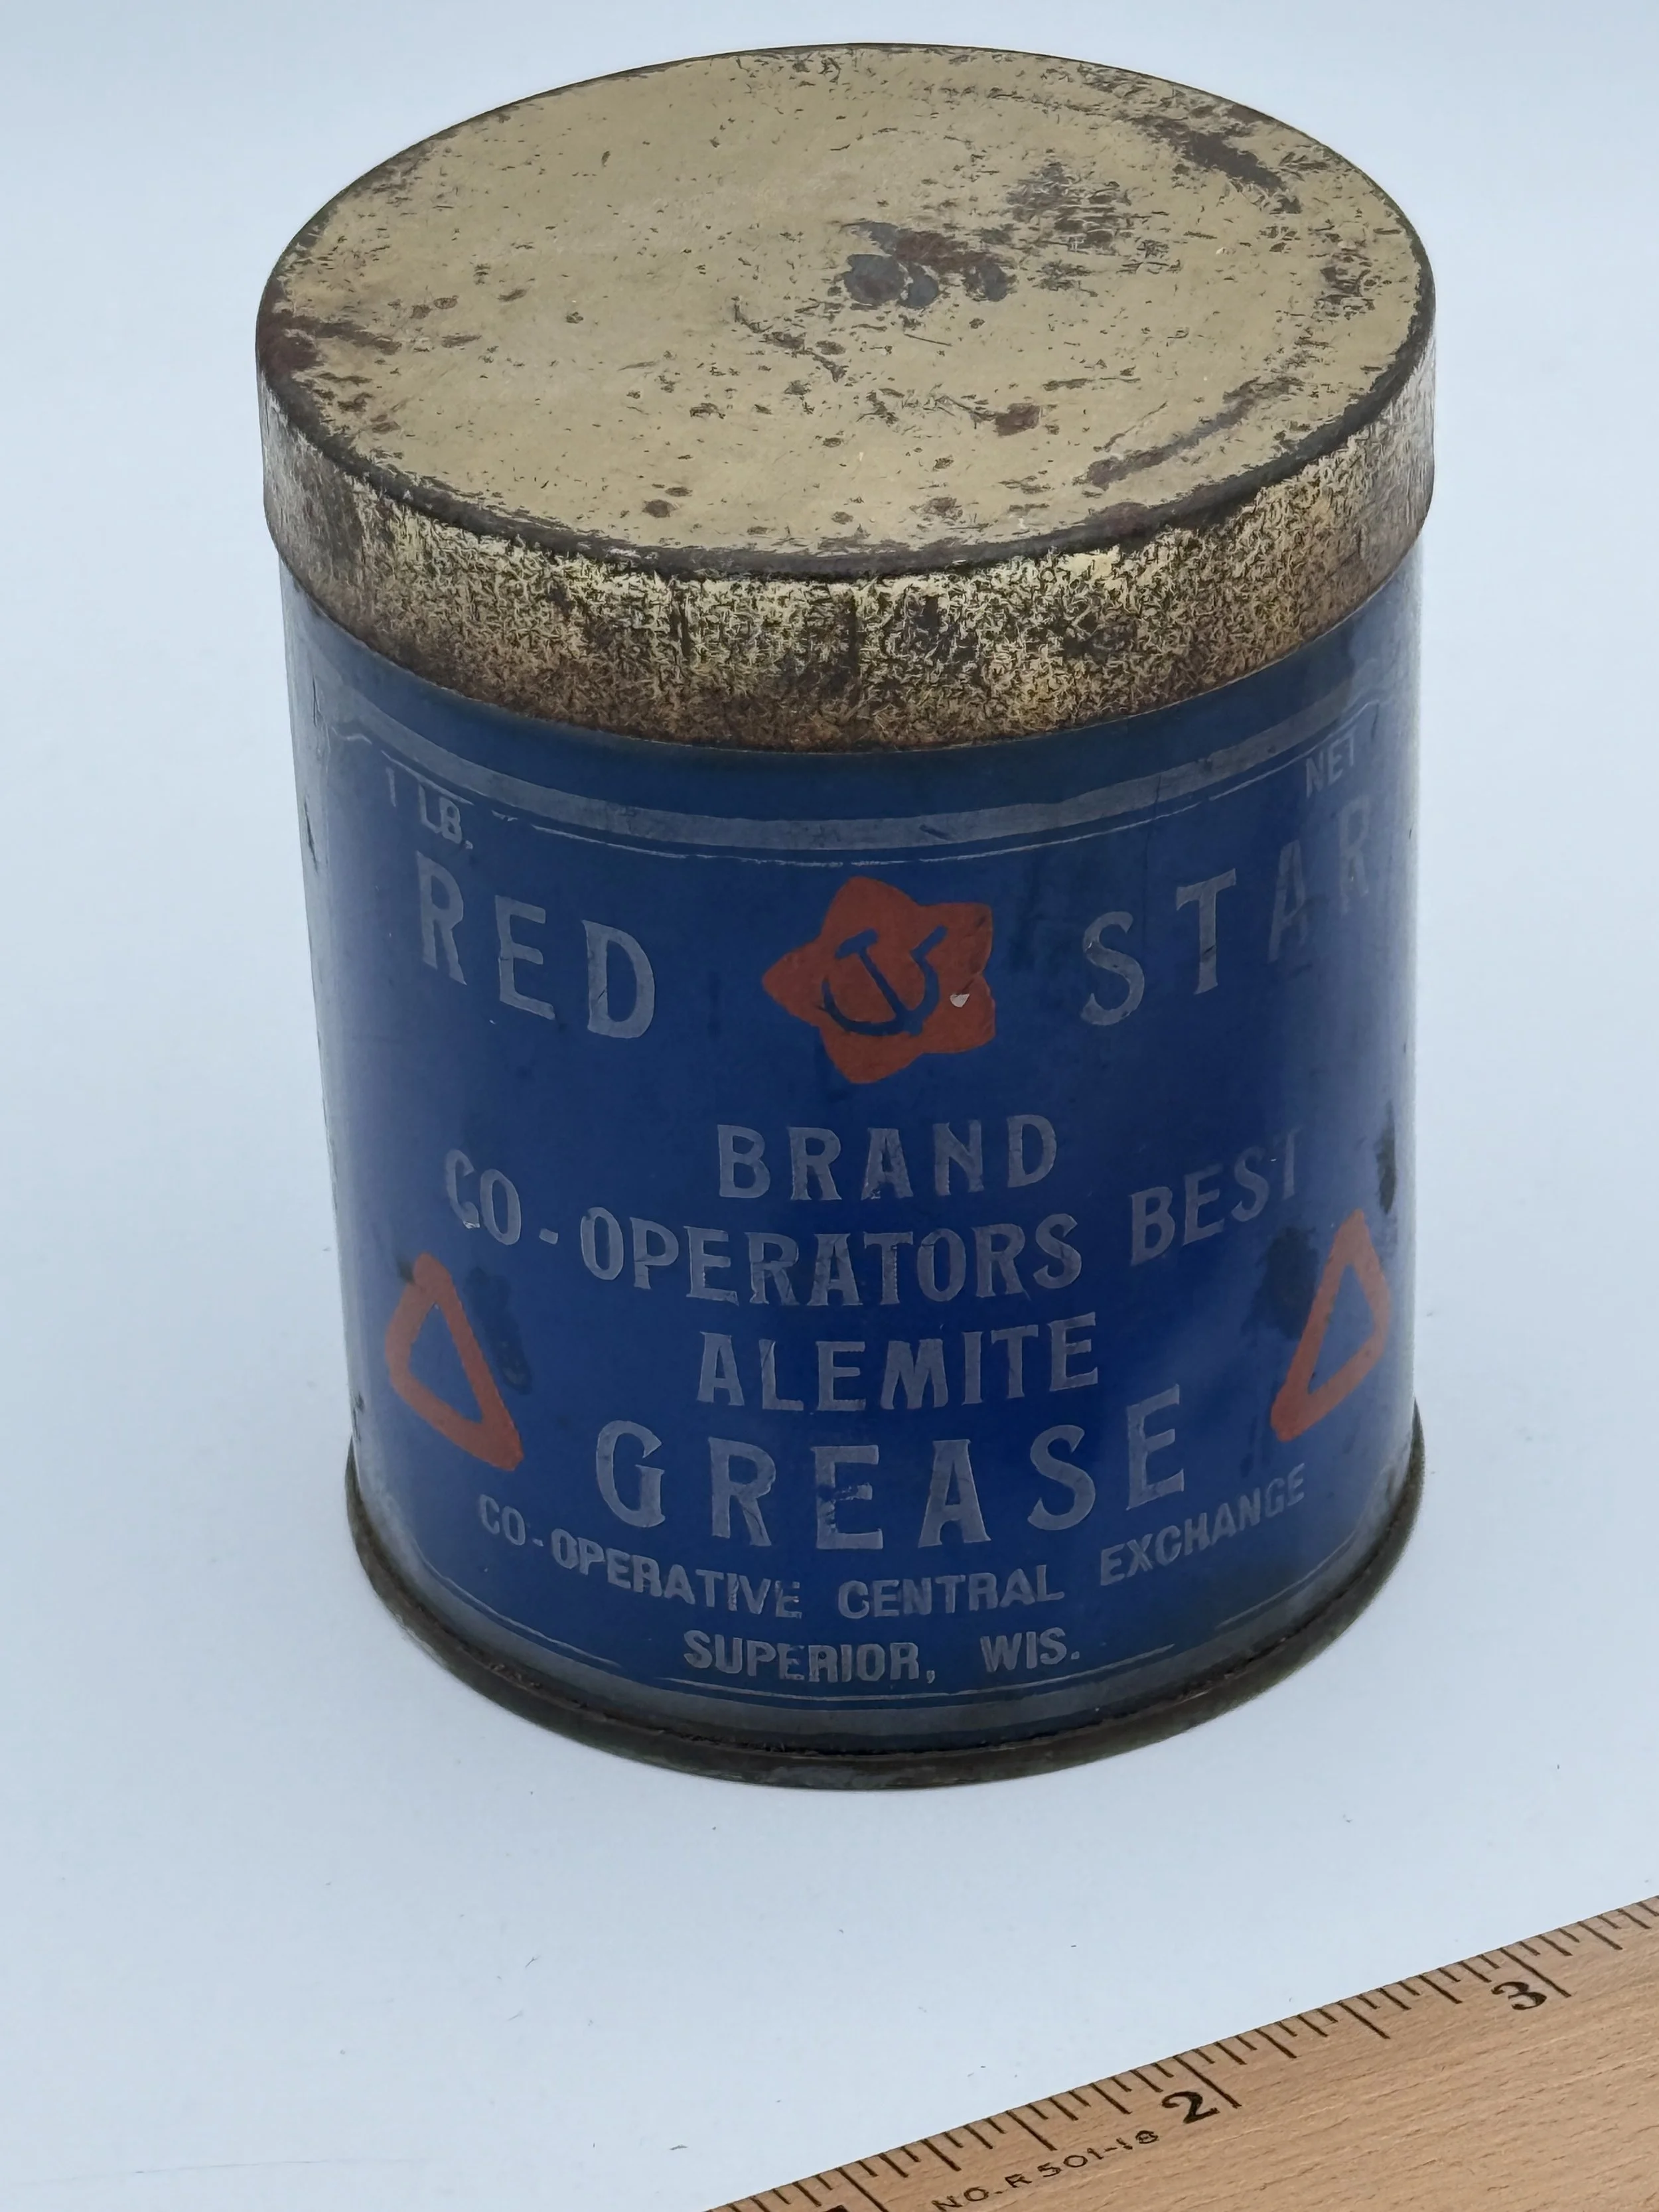 1 LB. NET
RED STAR
BRAND
CO-OPERATORS BEST
ALEMITE
GREASE
CO-OPERATIVE CENTRAL EXCHANGE
SUPERIOR, WIS.
3
2
NO. R501-18